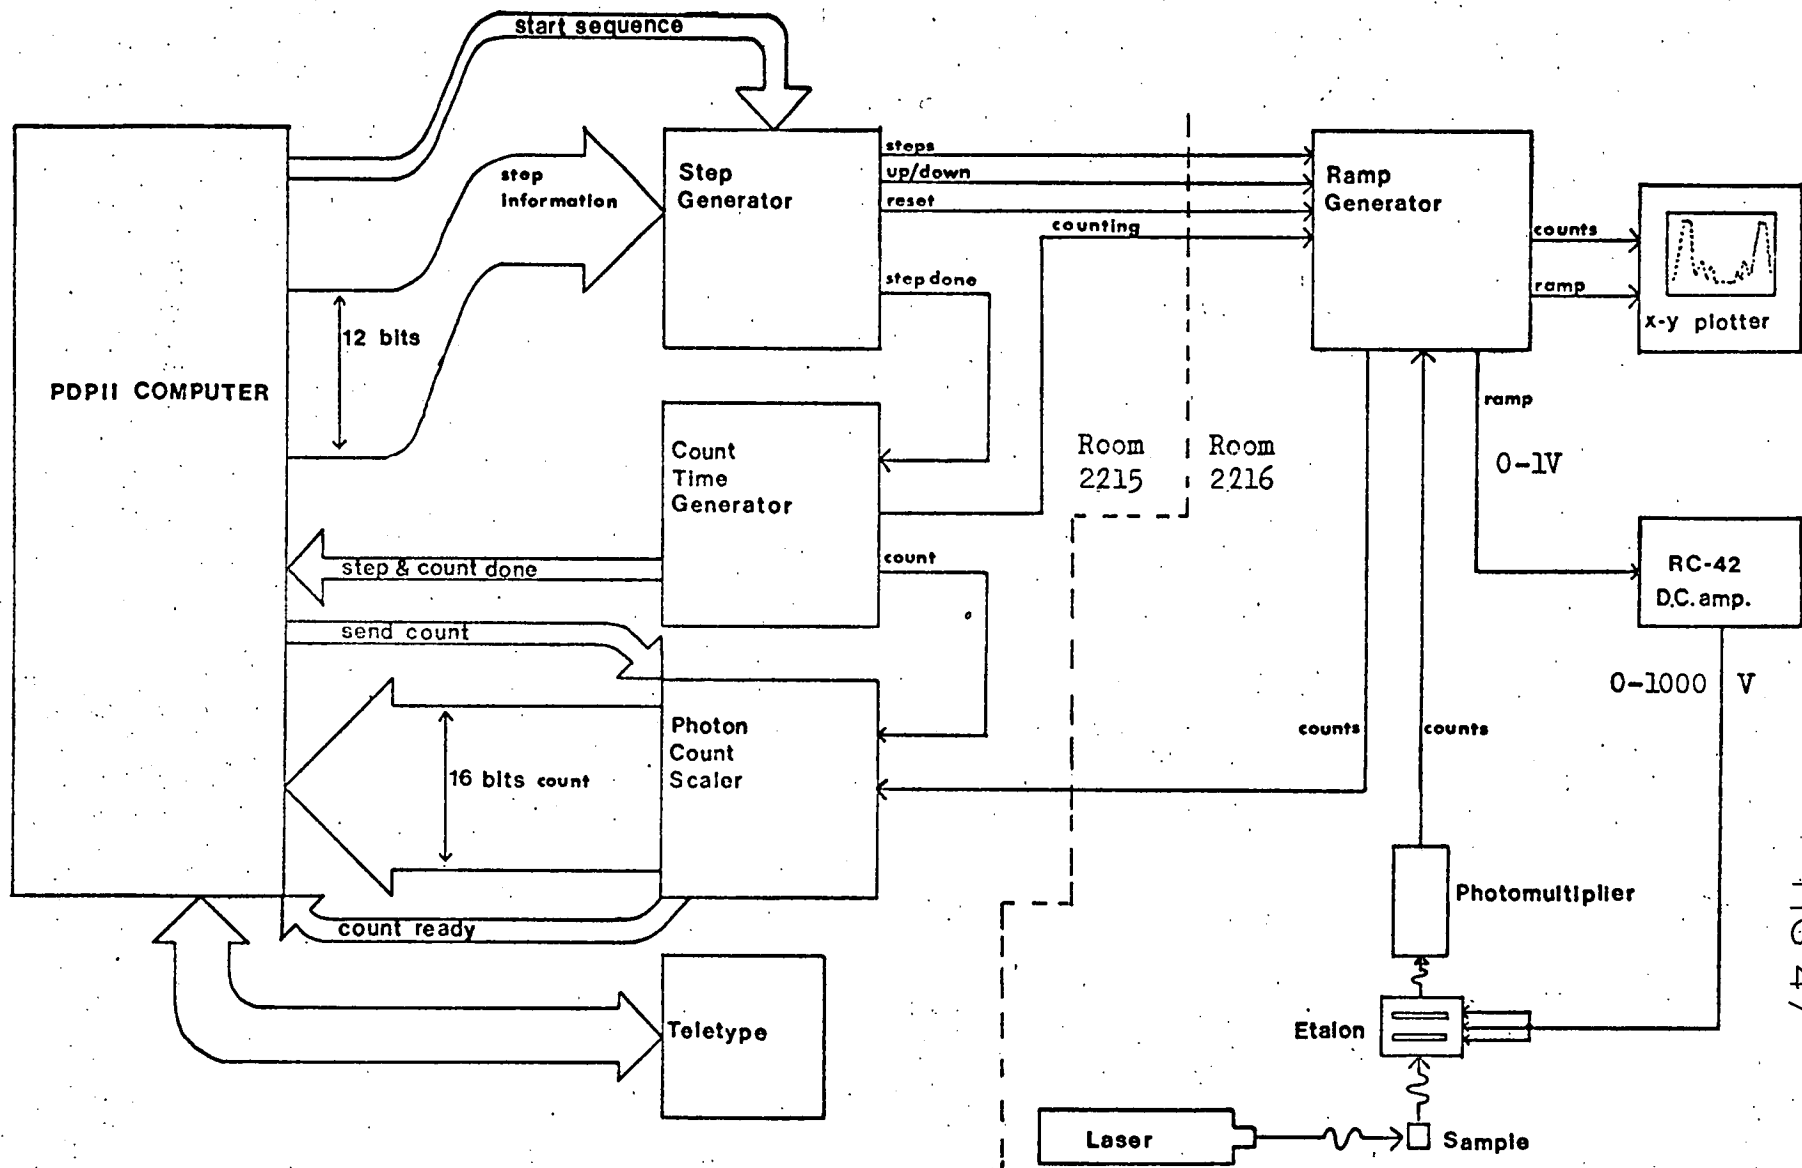 start sequence
step
information
12 bits
PDP11 COMPUTER
Step
Generator
steps
up/down
reset
counting
step done
Ramp
Generator
counts
ramp
x-y plotter
ramp
0-1V
Room
2215
Room
2216
Count
Time
Generator
count
step & count done
send count
RC-42
D.C. amp.
0-1000 V
Photon
Count
Scaler
16 bits count
counts
counts
count ready
Photomultiplier
Teletype
Etalon
Laser
Sample